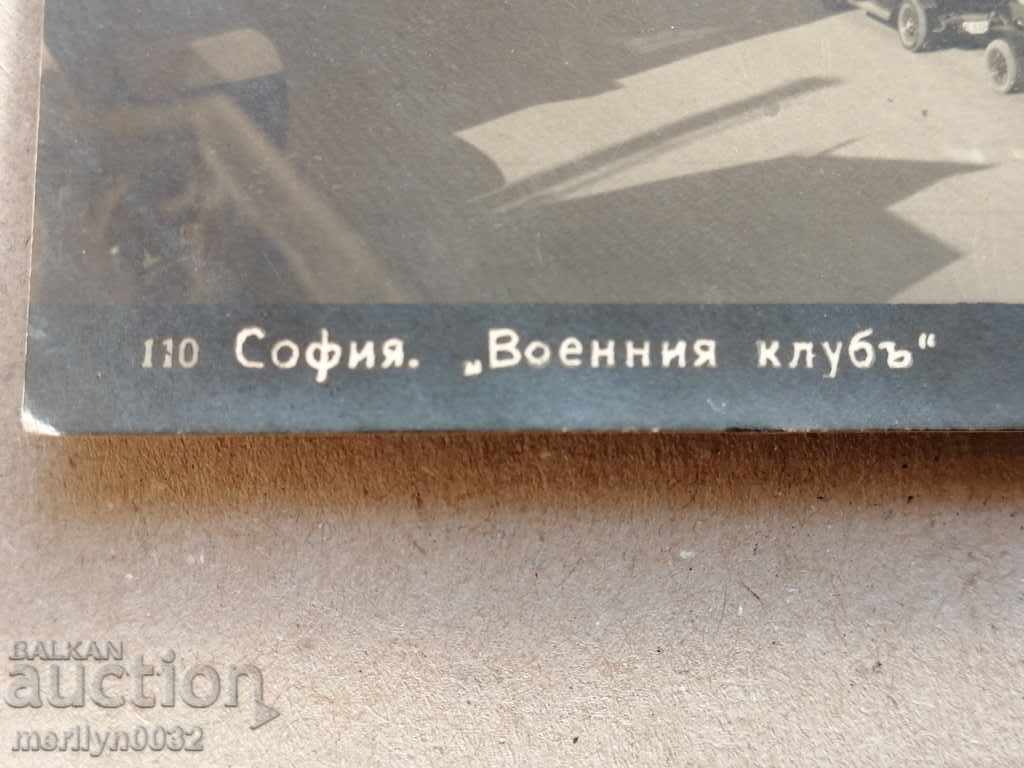 110 София. „Военния клубъ“
BALKAN
auction
merilyn0032